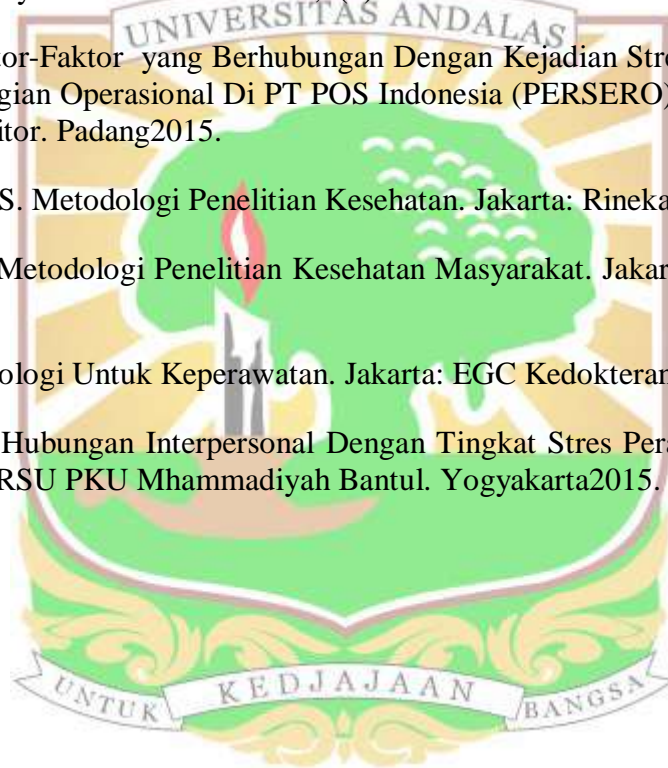 UNIVERSITAS ANDALAS
tor-Faktor yang Berhubungan Dengan Kejadian Stre
gian Operasional Di PT POS Indonesia (PERSERO)
itor. Padang2015.
S. Metodologi Penelitian Kesehatan. Jakarta: Rineka
Metodologi Penelitian Kesehatan Masyarakat. Jakar
ologi Untuk Keperawatan. Jakarta: EGC Kedokteran
Hubungan Interpersonal Dengan Tingkat Stres Pera
RSU PKU Mhammadiyah Bantul. Yogyakarta2015.
UNTUK KEDJAJAAN BANGSA